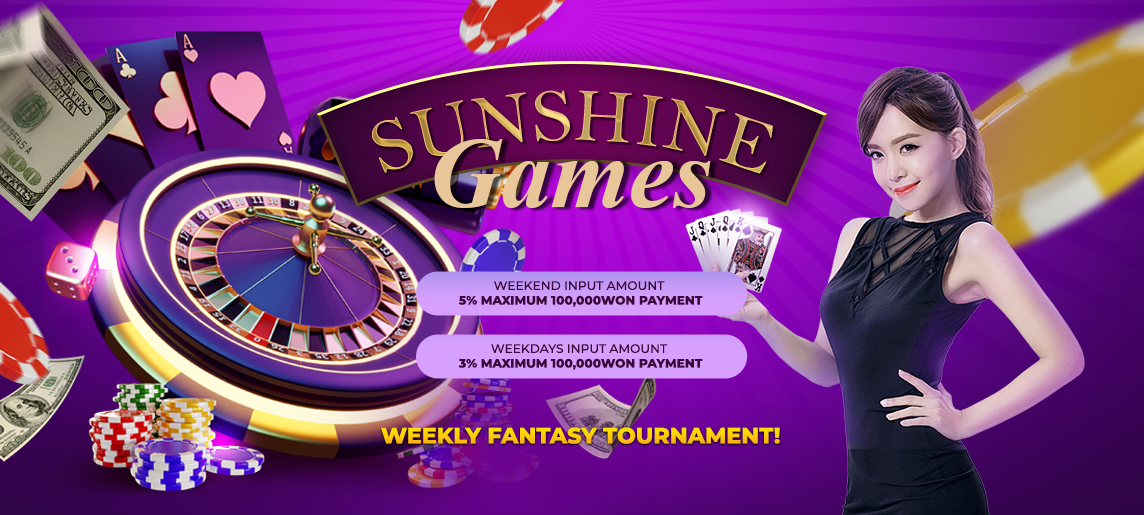 SUNSHINE
Games
WEEKEND INPUT AMOUNT
5% MAXIMUM 100,000WON PAYMENT
WEEKDAYS INPUT AMOUNT
3% MAXIMUM 100,000WON PAYMENT
WEEKLY FANTASY TOURNAMENT!
A
A
J Q J Q K